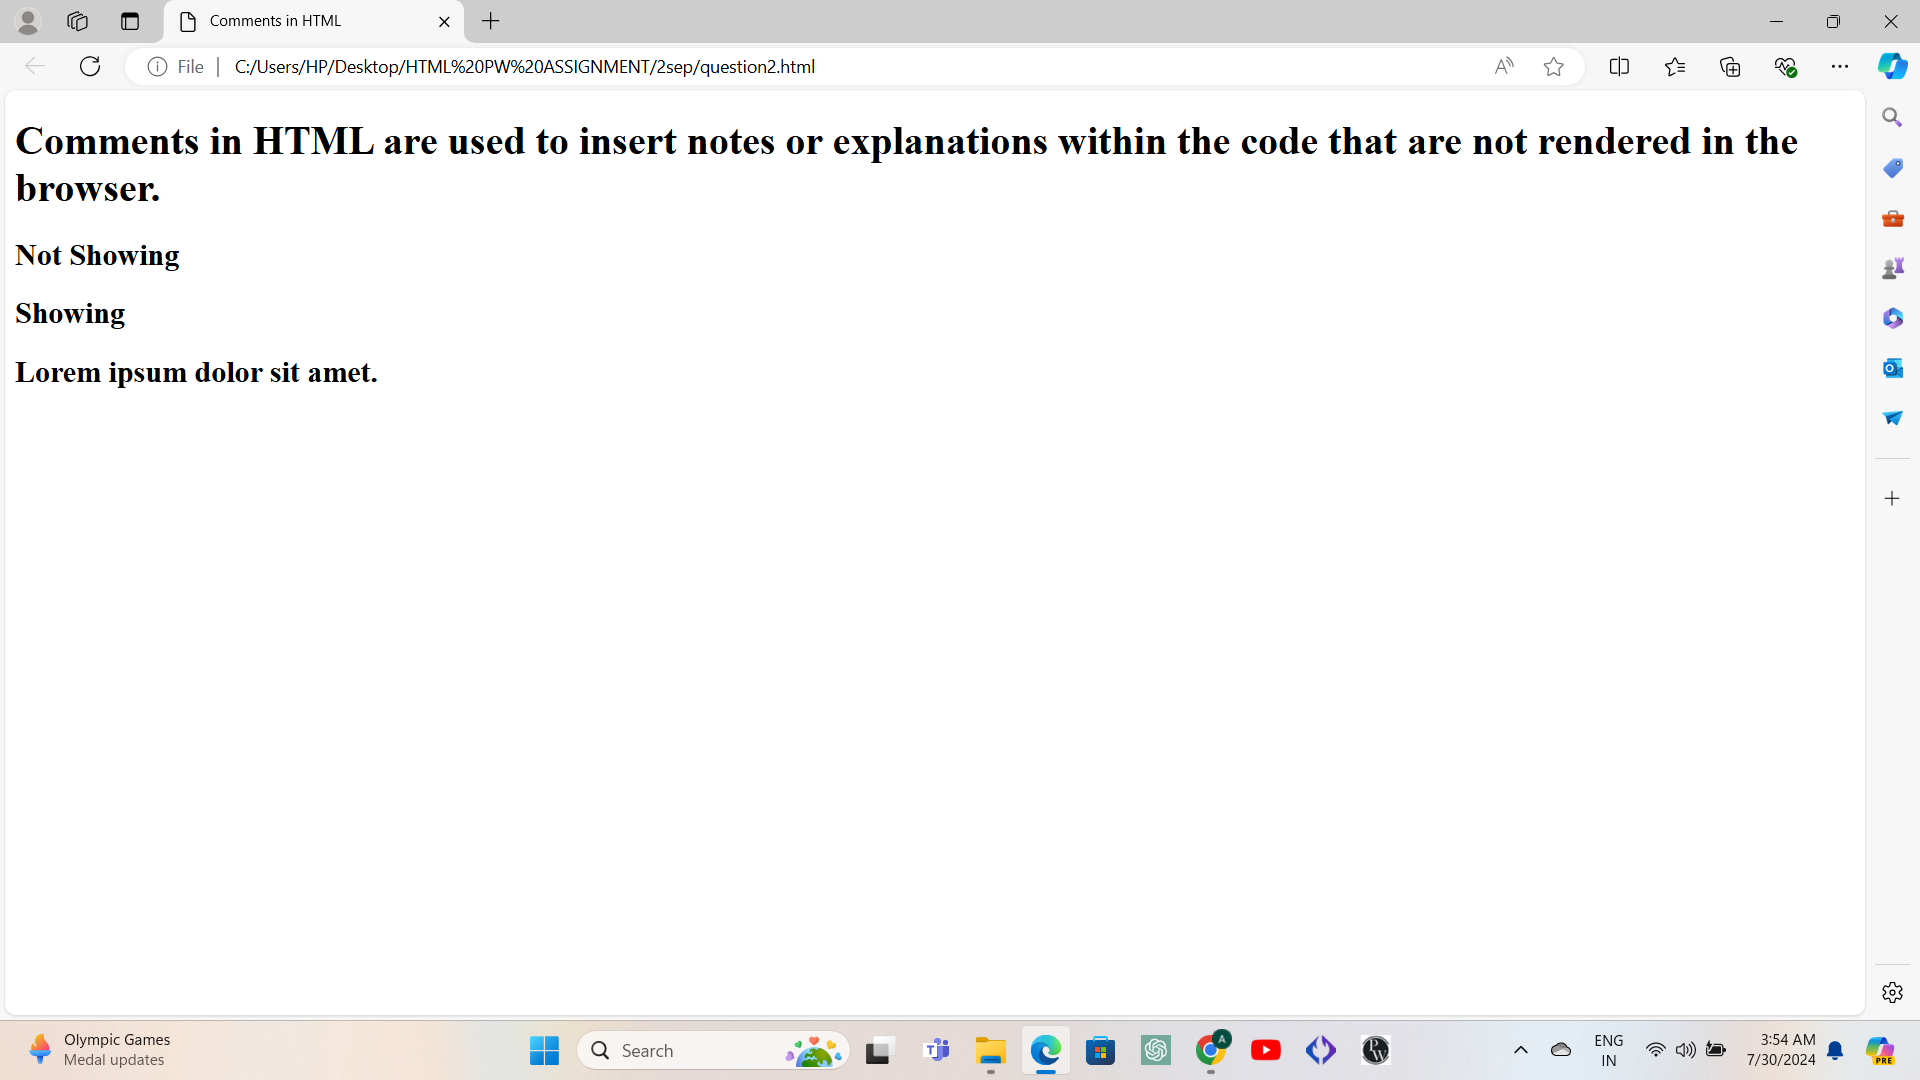 Comments in HTML
File
C:/Users/HP/Desktop/HTML%20PW%20ASSIGNMENT/2sep/question2.html
Comments in HTML are used to insert notes or explanations within the code that are not rendered in the
browser.
Not Showing
Showing
Lorem ipsum dolor sit amet.
Olympic Games
Medal updates
Search
A
PW
ENG
IN
3:54 AM
7/30/2024
PRE